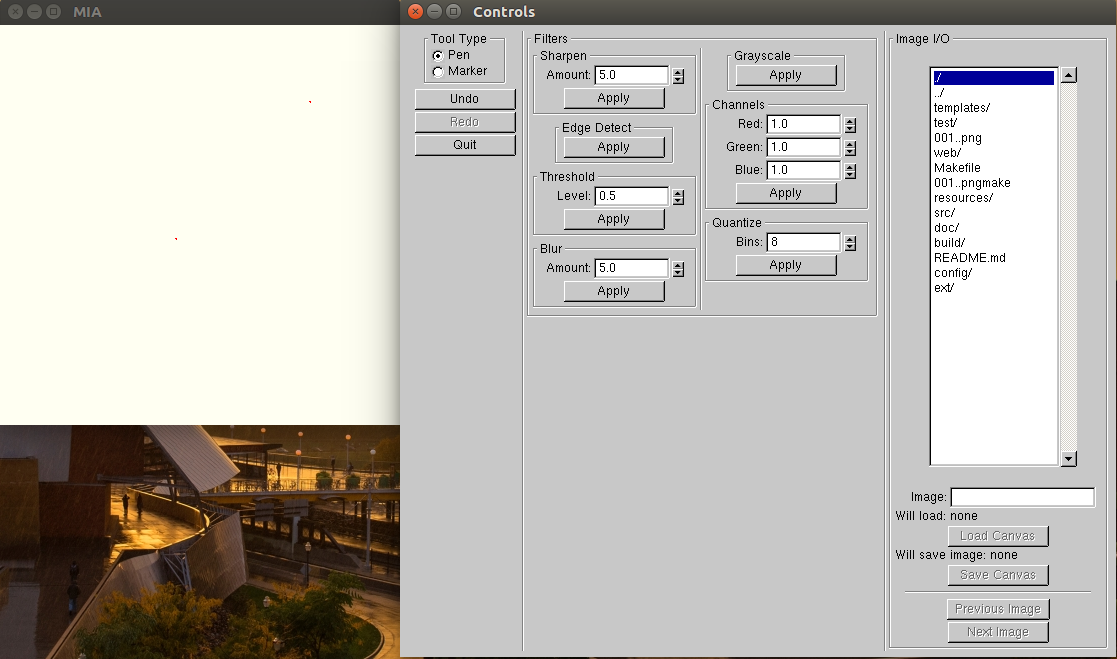 MIA
Controls
Tool Type
Pen
Marker
Undo
Redo
Quit
Filters
Sharpen
Amount: 5.0
Apply
Edge Detect
Apply
Threshold
Level: 0.5
Apply
Blur
Amount: 5.0
Apply
Grayscale
Apply
Channels
Red: 1.0
Green: 1.0
Blue: 1.0
Apply
Quantize
Bins: 8
Apply
Image I/O
./
../
templates/
test/
001..png
web/
Makefile
001..pngmake
resources/
src/
doc/
build/
README.md
config/
ext/
Image:
Will load: none
Load Canvas
Will save image: none
Save Canvas
Previous Image
Next Image